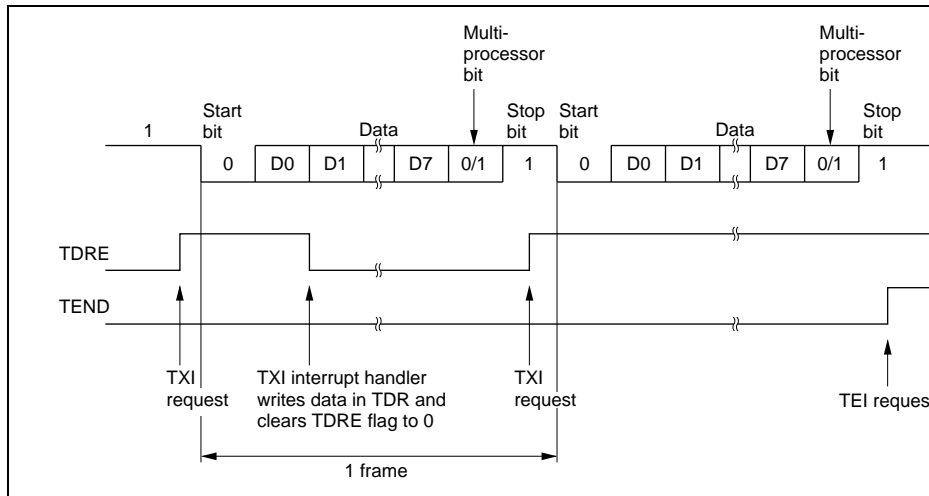 Multi-
processor
bit
Multi-
processor
bit
1
Start
bit
Data
Stop
bit
Start
bit
Data
Stop
bit
0 D0 D1 D7 0/1 1 0 D0 D1 D7 0/1 1
TDRE
TEND
TXI
request
TXI interrupt handler
writes data in TDR and
clears TDRE flag to 0
TXI
request
TEI request
1 frame